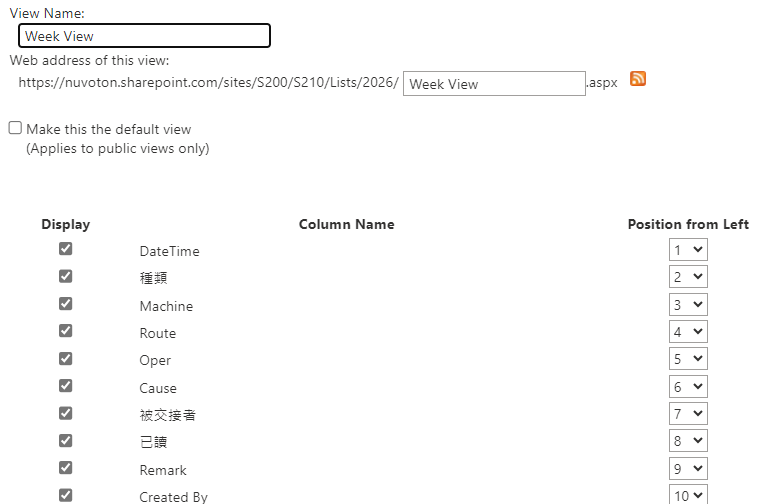 View Name:
Week View
Web address of this view:
https://nuvoton.sharepoint.com/sites/S200/S210/Lists/2026/ Week View .aspx
Make this the default view
(Applies to public views only)
Display Column Name Position from Left
DateTime 1
種類 2
Machine 3
Route 4
Oper 5
Cause 6
被交接者 7
已讀 8
Remark 9
Created By 10